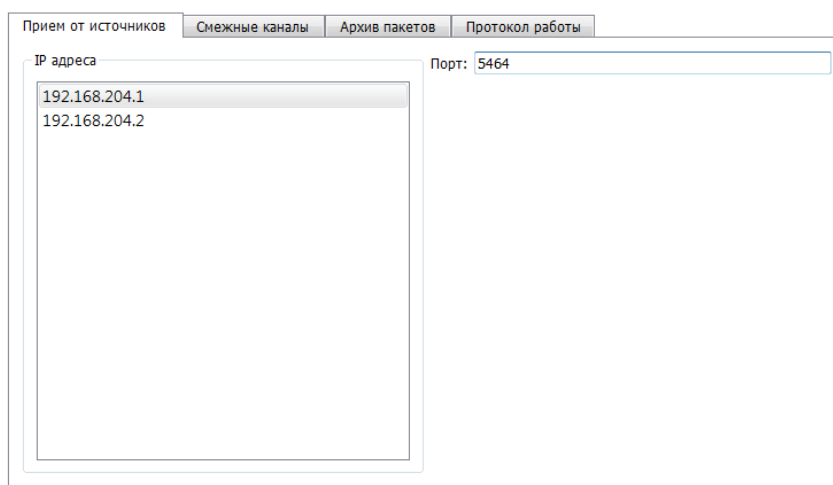 Прием от источников Смежные каналы Архив пакетов Протокол работы
IP адреса
Порт: 5464
192.168.204.1
192.168.204.2